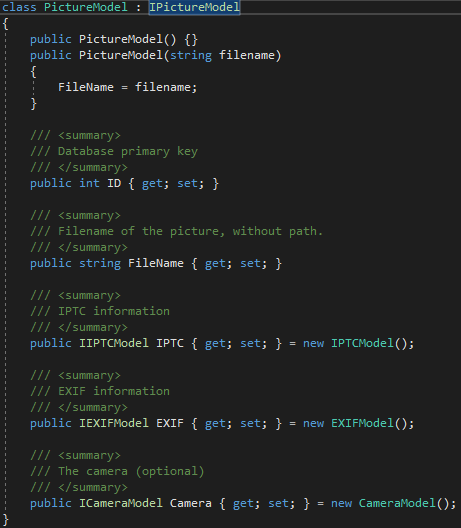 class PictureModel : IPictureModel
{
    public PictureModel() {}
    public PictureModel(string filename)
    {
        FileName = filename;
    }

    /// <summary>
    /// Database primary key
    /// </summary>
    public int ID { get; set; }

    /// <summary>
    /// Filename of the picture, without path.
    /// </summary>
    public string FileName { get; set; }

    /// <summary>
    /// IPTC information
    /// </summary>
    public IIPTCModel IPTC { get; set; } = new IPTCModel();

    /// <summary>
    /// EXIF information
    /// </summary>
    public IEXIFModel EXIF { get; set; } = new EXIFModel();

    /// <summary>
    /// The camera (optional)
    /// </summary>
    public ICameraModel Camera { get; set; } = new CameraModel();
}